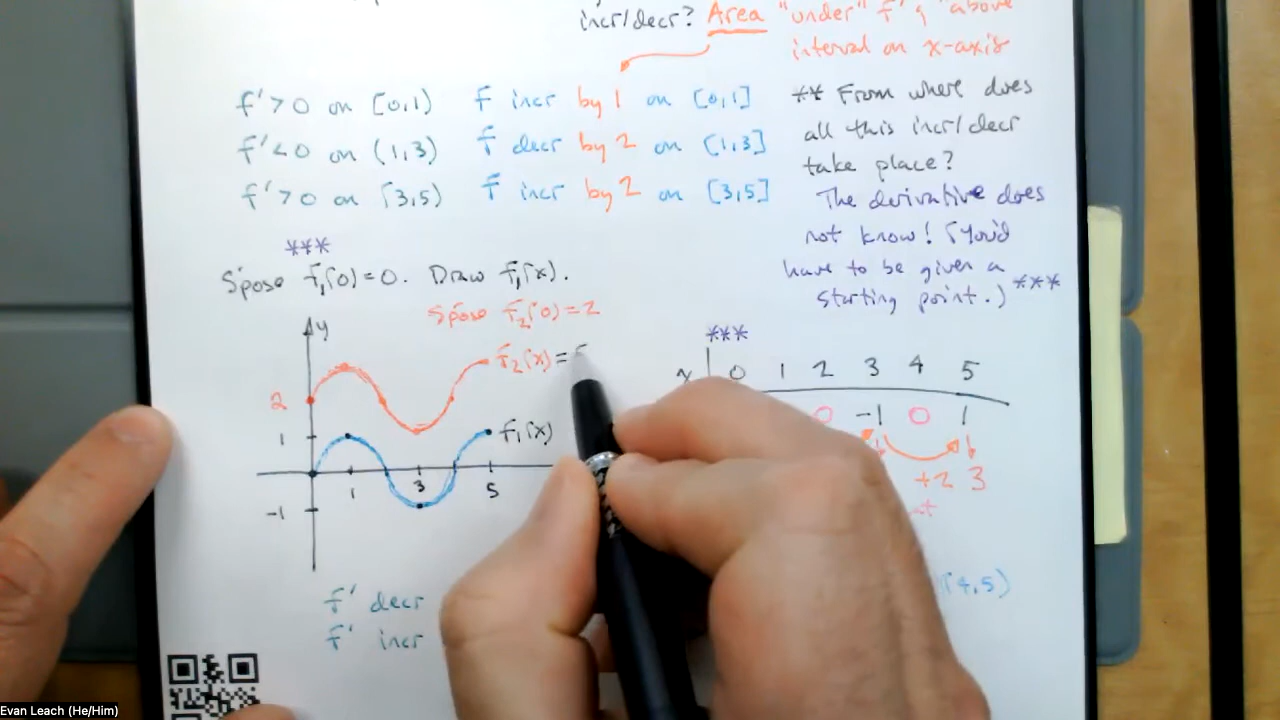 incr/decr? Area "under" f' & "above
interval on x-axis
f'>0 on [0,1) f incr by 1 on [0,1]
f'<0 on (1,3) f decr by 2 on [1,3]
f'>0 on (3,5) f incr by 2 on [3,5]
** From where does
all this incr/decr
take place?
The derivative does
not know! (You'd
have to be given a
starting point.) ***
***
Spose f₁(0)=0. Draw f₁(x).
Spose f₂(0)=2
y
f₂(x)=
2
1
f₁(x)
1 3 5
-1
***
x 0 1 2 3 4 5
0 -1 0 1
+2 3
f' decr
f' incr
(4,5)
Evan Leach (He/Him)